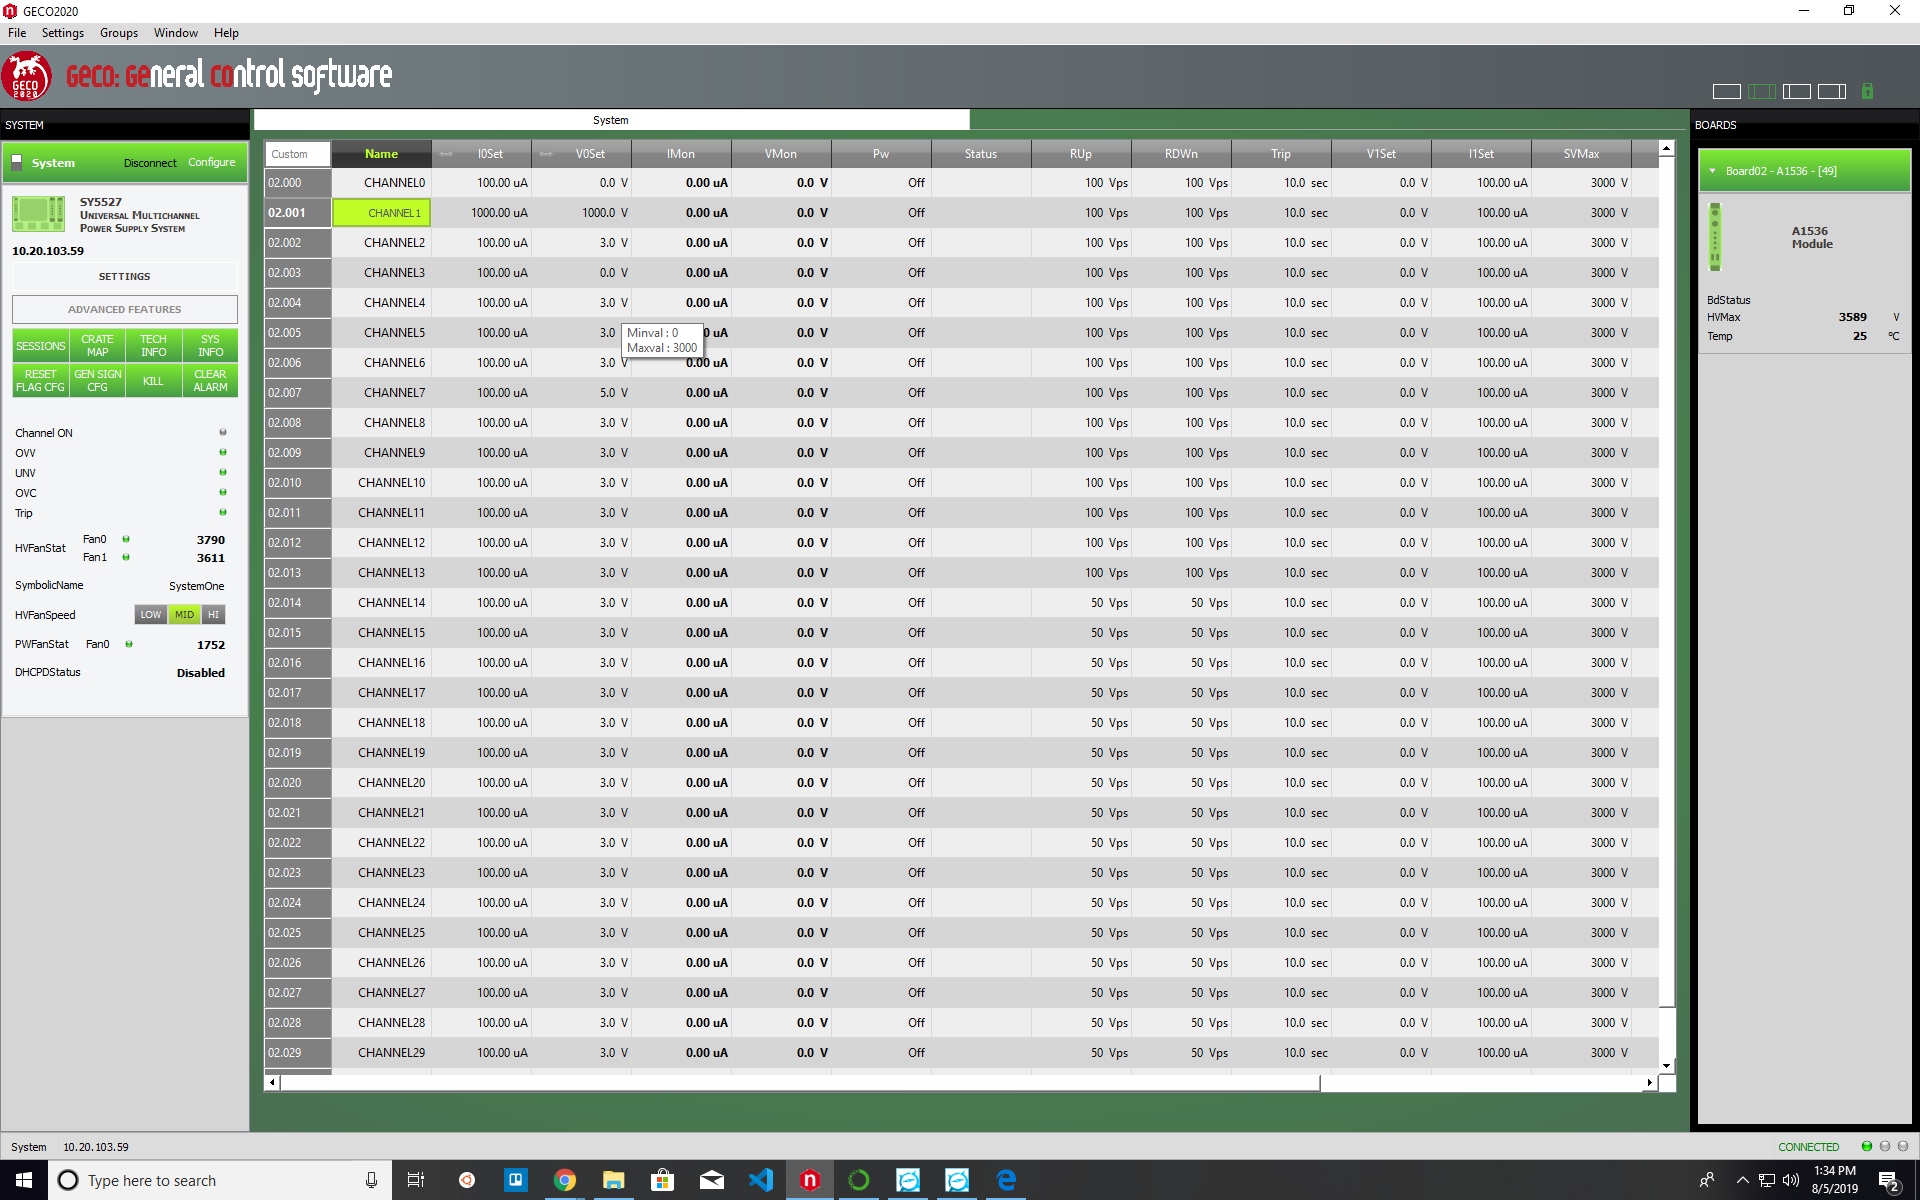 GECO2020
File Settings Groups Window Help
GECO 2020 geco: general control software
SYSTEM
System
BOARDS
System Disconnect Configure
SY5527
Universal Multichannel
Power Supply System
10.20.103.59
SETTINGS
ADVANCED FEATURES
SESSIONS CRATE MAP TECH INFO SYS INFO
RESET FLAG CFG GEN SIGN CFG KILL CLEAR ALARM
Channel ON
OVV
UNV
OVC
Trip
HVFanStat Fan0 3790
Fan1 3611
SymbolicName SystemOne
HVFanSpeed LOW MID HI
PWFanStat Fan0 1752
DHCPDStatus Disabled
Custom Name I0Set V0Set IMon VMon Pw Status RUp RDWn Trip V1Set I1Set SVMax
02.000 CHANNEL0 100.00 uA 0.0 V 0.00 uA 0.0 V Off 100 Vps 100 Vps 10.0 sec 0.0 V 100.00 uA 3000 V
02.001 CHANNEL1 1000.00 uA 1000.0 V 0.00 uA 0.0 V Off 100 Vps 100 Vps 10.0 sec 0.0 V 100.00 uA 3000 V
02.002 CHANNEL2 100.00 uA 3.0 V 0.00 uA 0.0 V Off 100 Vps 100 Vps 10.0 sec 0.0 V 100.00 uA 3000 V
02.003 CHANNEL3 100.00 uA 0.0 V 0.00 uA 0.0 V Off 100 Vps 100 Vps 10.0 sec 0.0 V 100.00 uA 3000 V
02.004 CHANNEL4 100.00 uA 3.0 V 0.00 uA 0.0 V Off 100 Vps 100 Vps 10.0 sec 0.0 V 100.00 uA 3000 V
02.005 CHANNEL5 100.00 uA 3.0 0 uA 0.0 V Off 100 Vps 100 Vps 10.0 sec 0.0 V 100.00 uA 3000 V
Minval : 0
Maxval : 3000
02.006 CHANNEL6 100.00 uA 3.0 V 0.00 uA 0.0 V Off 100 Vps 100 Vps 10.0 sec 0.0 V 100.00 uA 3000 V
02.007 CHANNEL7 100.00 uA 5.0 V 0.00 uA 0.0 V Off 100 Vps 100 Vps 10.0 sec 0.0 V 100.00 uA 3000 V
02.008 CHANNEL8 100.00 uA 3.0 V 0.00 uA 0.0 V Off 100 Vps 100 Vps 10.0 sec 0.0 V 100.00 uA 3000 V
02.009 CHANNEL9 100.00 uA 3.0 V 0.00 uA 0.0 V Off 100 Vps 100 Vps 10.0 sec 0.0 V 100.00 uA 3000 V
02.010 CHANNEL10 100.00 uA 3.0 V 0.00 uA 0.0 V Off 100 Vps 100 Vps 10.0 sec 0.0 V 100.00 uA 3000 V
02.011 CHANNEL11 100.00 uA 3.0 V 0.00 uA 0.0 V Off 100 Vps 100 Vps 10.0 sec 0.0 V 100.00 uA 3000 V
02.012 CHANNEL12 100.00 uA 3.0 V 0.00 uA 0.0 V Off 100 Vps 100 Vps 10.0 sec 0.0 V 100.00 uA 3000 V
02.013 CHANNEL13 100.00 uA 3.0 V 0.00 uA 0.0 V Off 100 Vps 100 Vps 10.0 sec 0.0 V 100.00 uA 3000 V
02.014 CHANNEL14 100.00 uA 3.0 V 0.00 uA 0.0 V Off 50 Vps 50 Vps 10.0 sec 0.0 V 100.00 uA 3000 V
02.015 CHANNEL15 100.00 uA 3.0 V 0.00 uA 0.0 V Off 50 Vps 50 Vps 10.0 sec 0.0 V 100.00 uA 3000 V
02.016 CHANNEL16 100.00 uA 3.0 V 0.00 uA 0.0 V Off 50 Vps 50 Vps 10.0 sec 0.0 V 100.00 uA 3000 V
02.017 CHANNEL17 100.00 uA 3.0 V 0.00 uA 0.0 V Off 50 Vps 50 Vps 10.0 sec 0.0 V 100.00 uA 3000 V
02.018 CHANNEL18 100.00 uA 3.0 V 0.00 uA 0.0 V Off 50 Vps 50 Vps 10.0 sec 0.0 V 100.00 uA 3000 V
02.019 CHANNEL19 100.00 uA 3.0 V 0.00 uA 0.0 V Off 50 Vps 50 Vps 10.0 sec 0.0 V 100.00 uA 3000 V
02.020 CHANNEL20 100.00 uA 3.0 V 0.00 uA 0.0 V Off 50 Vps 50 Vps 10.0 sec 0.0 V 100.00 uA 3000 V
02.021 CHANNEL21 100.00 uA 3.0 V 0.00 uA 0.0 V Off 50 Vps 50 Vps 10.0 sec 0.0 V 100.00 uA 3000 V
02.022 CHANNEL22 100.00 uA 3.0 V 0.00 uA 0.0 V Off 50 Vps 50 Vps 10.0 sec 0.0 V 100.00 uA 3000 V
02.023 CHANNEL23 100.00 uA 3.0 V 0.00 uA 0.0 V Off 50 Vps 50 Vps 10.0 sec 0.0 V 100.00 uA 3000 V
02.024 CHANNEL24 100.00 uA 3.0 V 0.00 uA 0.0 V Off 50 Vps 50 Vps 10.0 sec 0.0 V 100.00 uA 3000 V
02.025 CHANNEL25 100.00 uA 3.0 V 0.00 uA 0.0 V Off 50 Vps 50 Vps 10.0 sec 0.0 V 100.00 uA 3000 V
02.026 CHANNEL26 100.00 uA 3.0 V 0.00 uA 0.0 V Off 50 Vps 50 Vps 10.0 sec 0.0 V 100.00 uA 3000 V
02.027 CHANNEL27 100.00 uA 3.0 V 0.00 uA 0.0 V Off 50 Vps 50 Vps 10.0 sec 0.0 V 100.00 uA 3000 V
02.028 CHANNEL28 100.00 uA 3.0 V 0.00 uA 0.0 V Off 50 Vps 50 Vps 10.0 sec 0.0 V 100.00 uA 3000 V
02.029 CHANNEL29 100.00 uA 3.0 V 0.00 uA 0.0 V Off 50 Vps 50 Vps 10.0 sec 0.0 V 100.00 uA 3000 V
Board02 - A1536 - [49]
A1536
Module
BdStatus
HVMax 3589 V
Temp 25 ºC
System 10.20.103.59 CONNECTED
Type here to search
1:34 PM
8/5/2019
2